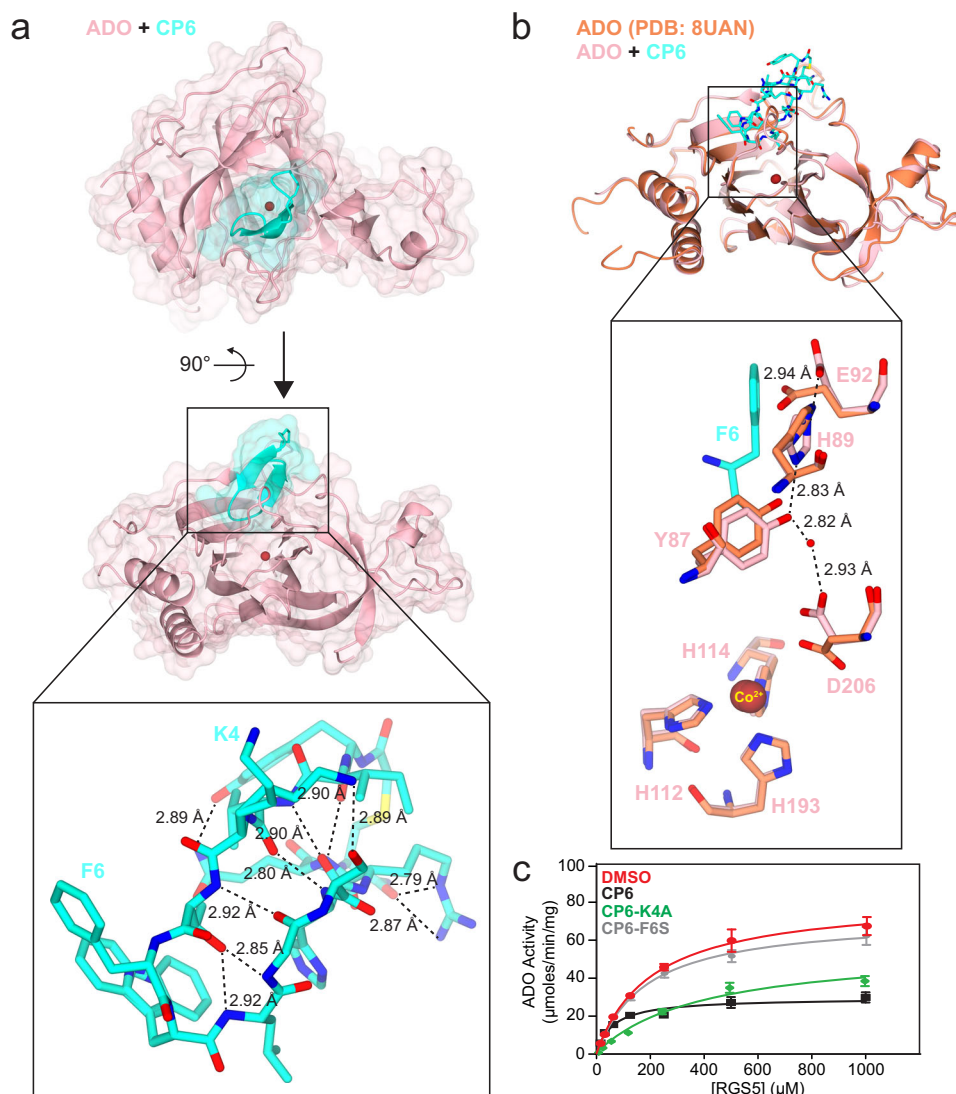 a
ADO + CP6
90°
K4
2.90 Å
2.89 Å
2.89 Å
2.90 Å
2.80 Å
2.79 Å
F6
2.92 Å
2.87 Å
2.85 Å
2.92 Å
b
ADO (PDB: 8UAN)
ADO + CP6
2.94 Å
E92
F6
H89
2.83 Å
2.82 Å
Y87
2.93 Å
H114
D206
Co2+
H112
H193
c
DMSO
CP6
CP6-K4A
CP6-F6S
ADO Activity
(µmoles/min/mg)
100
80
60
40
20
0
0 200 400 600 800 1000
[RGS5] (µM)